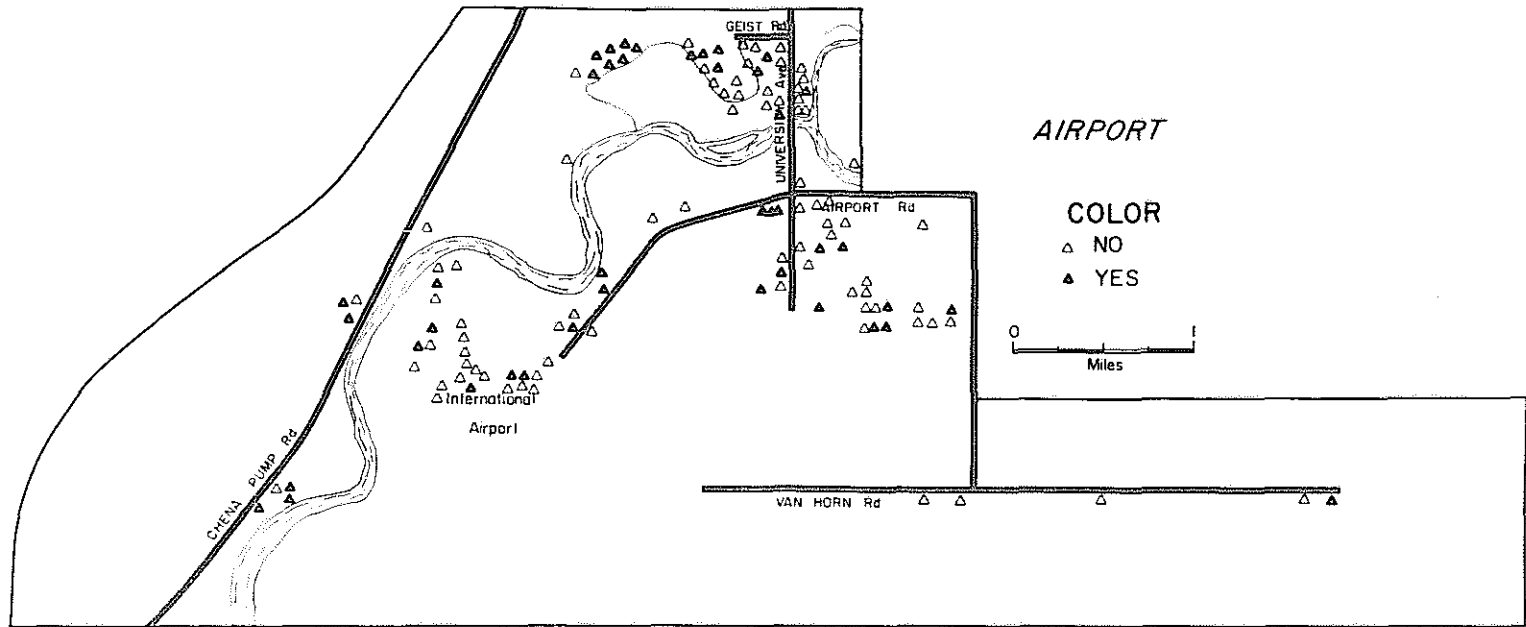 GEIST Rd
UNIVERSITY Ave
AIRPORT
COLOR
NO
YES
0 1
Miles
AIRPORT Rd
International
Airport
CHENA PUMP Rd
VAN HORN Rd